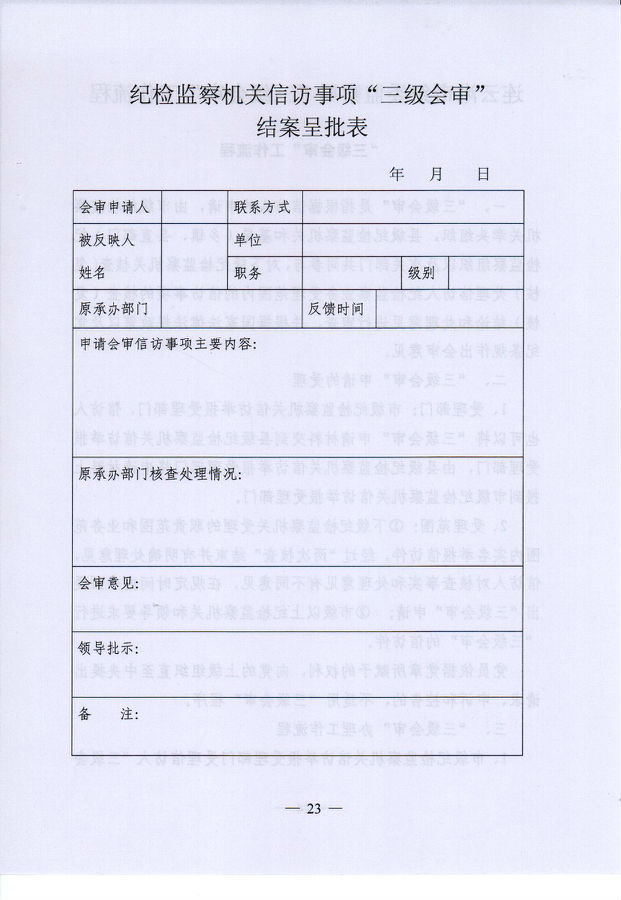 纪检监察机关信访事项“三级会审”
结案呈批表
年 月 日
会审申请人 联系方式
被反映人 单位
姓名 职务 级别
原承办部门 反馈时间
申请会审信访事项主要内容:
原承办部门核查处理情况:
会审意见:
领导批示:
备 注:
— 23 —